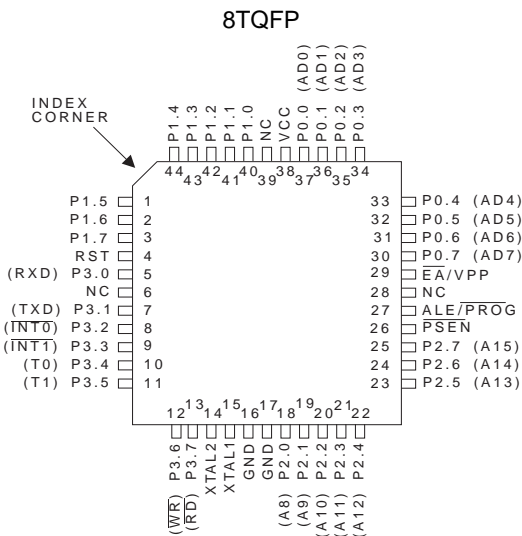 8TQFP
INDEX
CORNER
P1.4
P1.3
P1.2
P1.1
P1.0
NC
VCC
P0.0 (AD0)
P0.1 (AD1)
P0.2 (AD2)
P0.3 (AD3)
44 43 42 41 40 39 38 37 36 35 34
P1.5 1
P1.6 2
P1.7 3
RST 4
(RXD) P3.0 5
NC 6
(TXD) P3.1 7
(INT0) P3.2 8
(INT1) P3.3 9
(T0) P3.4 10
(T1) P3.5 11
33 P0.4 (AD4)
32 P0.5 (AD5)
31 P0.6 (AD6)
30 P0.7 (AD7)
29 EA/VPP
28 NC
27 ALE/PROG
26 PSEN
25 P2.7 (A15)
24 P2.6 (A14)
23 P2.5 (A13)
12 13 14 15 16 17 18 19 20 21 22
(WR) P3.6
(RD) P3.7
XTAL2
XTAL1
GND
GND
(A8) P2.0
(A9) P2.1
(A10) P2.2
(A11) P2.3
(A12) P2.4